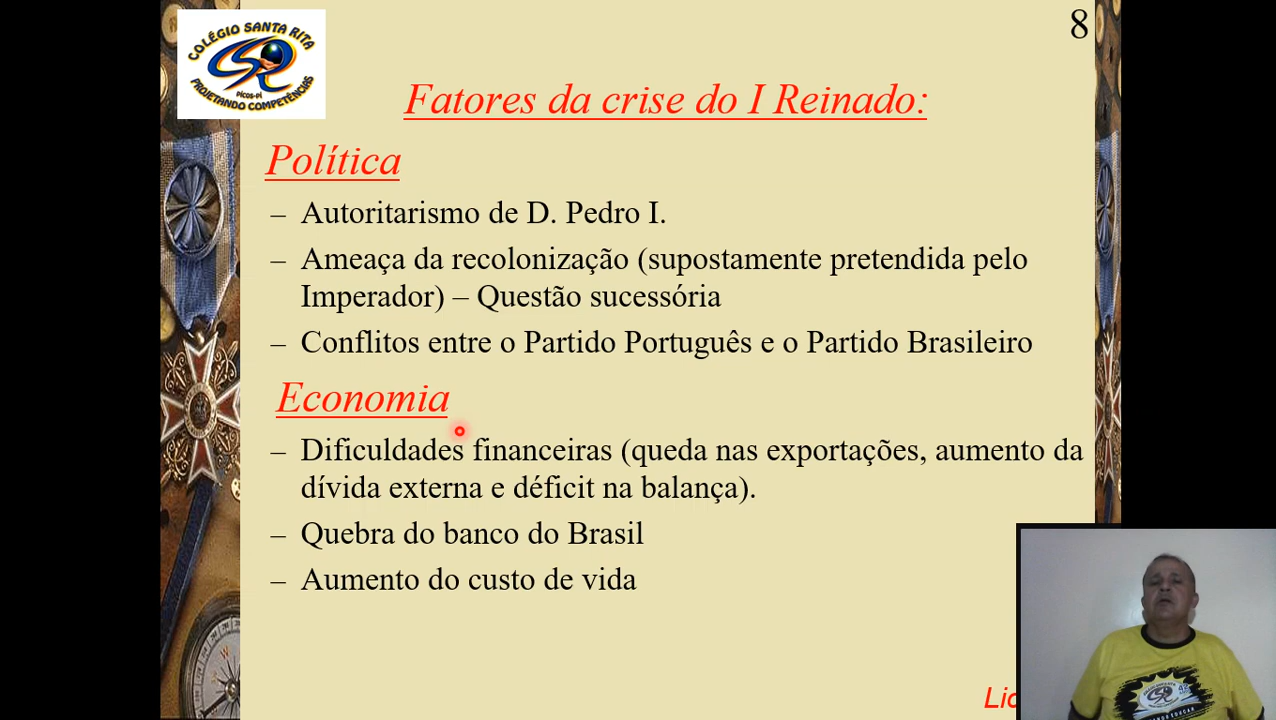 COLÉGIO SANTA RITA
PICOS-PI
PROJETANDO COMPETÊNCIAS
8
Fatores da crise do I Reinado:
Política
– Autoritarismo de D. Pedro I.
– Ameaça da recolonização (supostamente pretendida pelo
Imperador) – Questão sucessória
– Conflitos entre o Partido Português e o Partido Brasileiro
Economia
– Dificuldades financeiras (queda nas exportações, aumento da
dívida externa e déficit na balança).
– Quebra do banco do Brasil
– Aumento do custo de vida